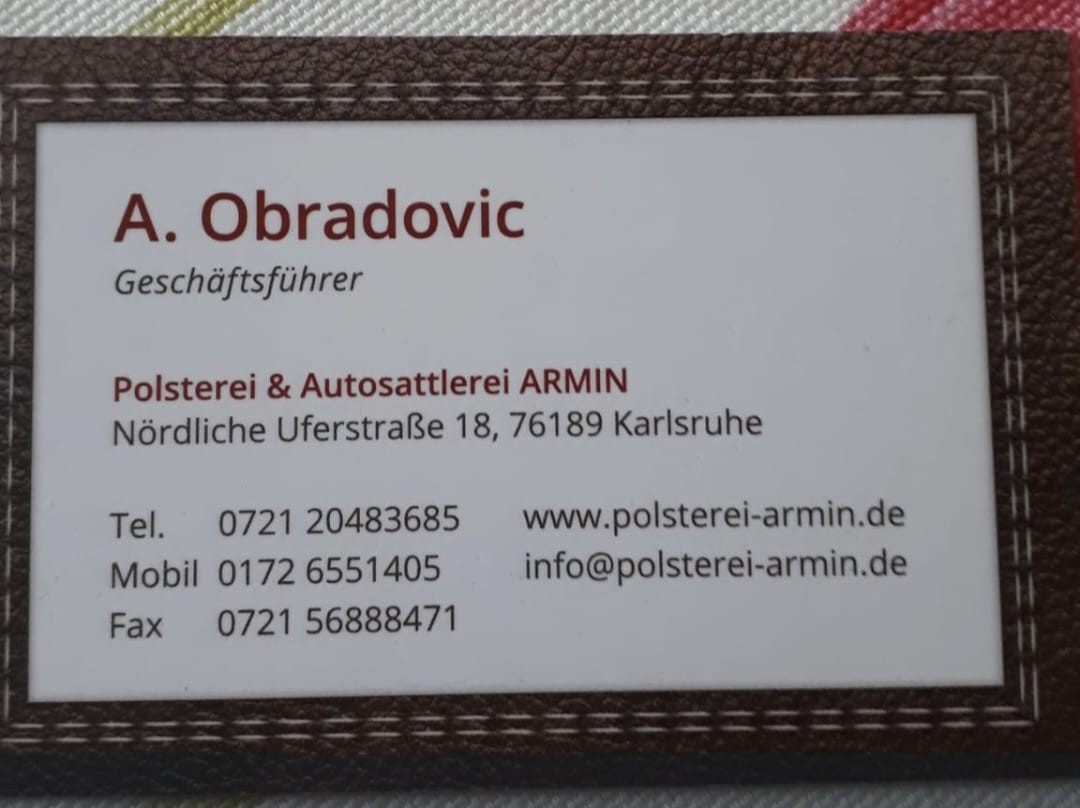 A. Obradovic
Geschäftsführer
Polsterei & Autosattlerei ARMIN
Nördliche Uferstraße 18, 76189 Karlsruhe
Tel. 0721 20483685 www.polsterei-armin.de
Mobil 0172 6551405 info@polsterei-armin.de
Fax 0721 56888471